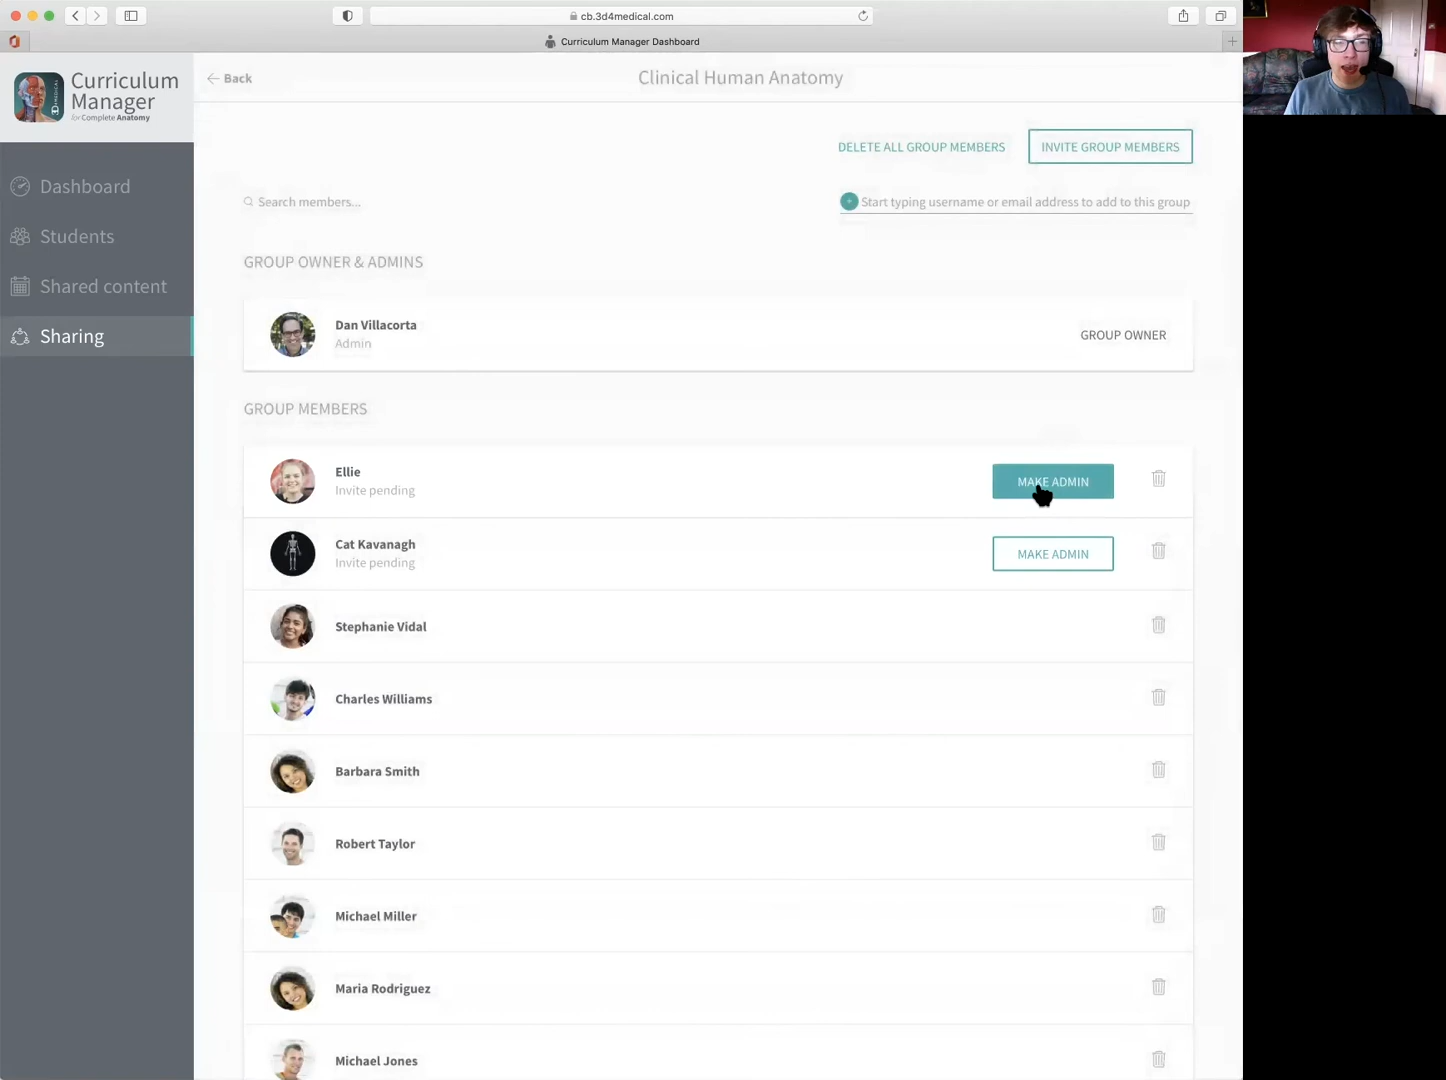 cb.3d4medical.com
Curriculum Manager Dashboard
Curriculum
Manager
for Complete Anatomy
Back
Clinical Human Anatomy
DELETE ALL GROUP MEMBERS
INVITE GROUP MEMBERS
Dashboard
Students
Shared content
Sharing
Search members...
Start typing username or email address to add to this group
GROUP OWNER & ADMINS
Dan Villacorta
Admin
GROUP OWNER
GROUP MEMBERS
Ellie
Invite pending
MAKE ADMIN
Cat Kavanagh
Invite pending
MAKE ADMIN
Stephanie Vidal
Charles Williams
Barbara Smith
Robert Taylor
Michael Miller
Maria Rodriguez
Michael Jones